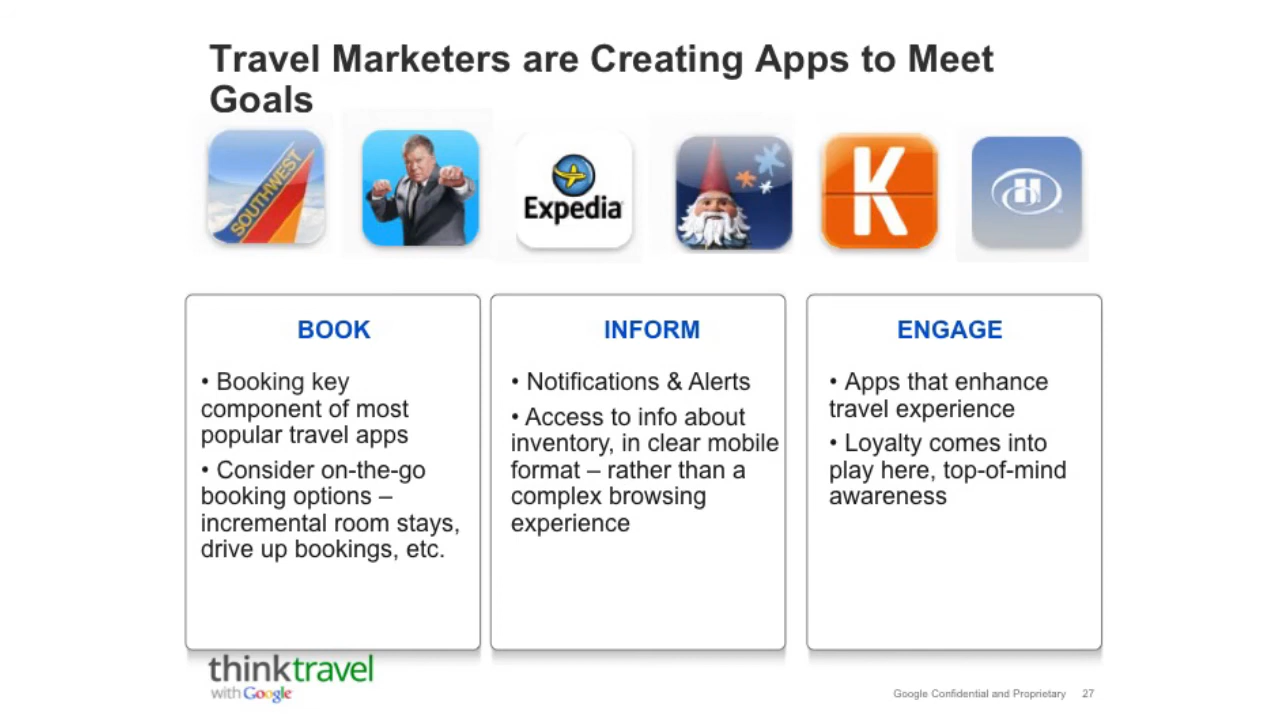 Travel Marketers are Creating Apps to Meet
Goals
SOUTHWEST
Expedia
K
H
BOOK
• Booking key
component of most
popular travel apps
• Consider on-the-go
booking options –
incremental room stays,
drive up bookings, etc.
INFORM
• Notifications & Alerts
• Access to info about
inventory, in clear mobile
format – rather than a
complex browsing
experience
ENGAGE
• Apps that enhance
travel experience
• Loyalty comes into
play here, top-of-mind
awareness
thinktravel
with Google
Google Confidential and Proprietary 27